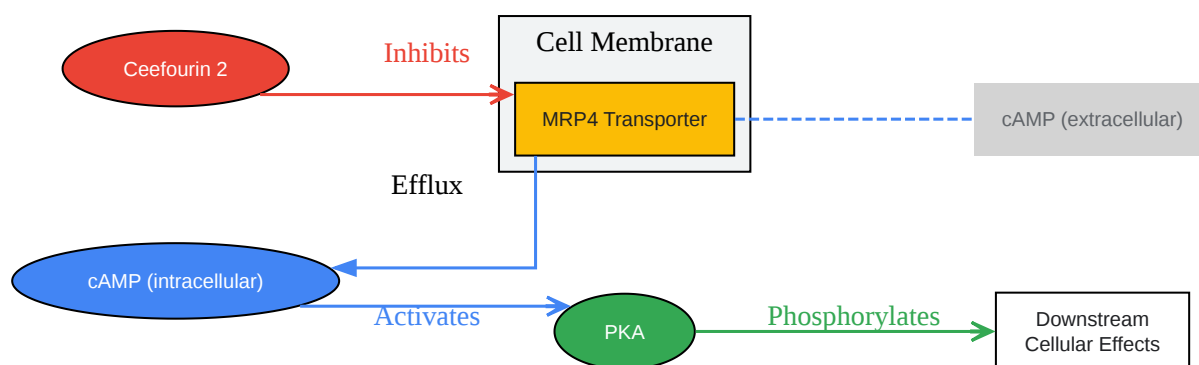 Cell Membrane
Inhibits
Ceefourin 2
MRP4 Transporter
cAMP (extracellular)
Efflux
cAMP (intracellular)
Activates
PKA
Phosphorylates
Downstream
Cellular Effects